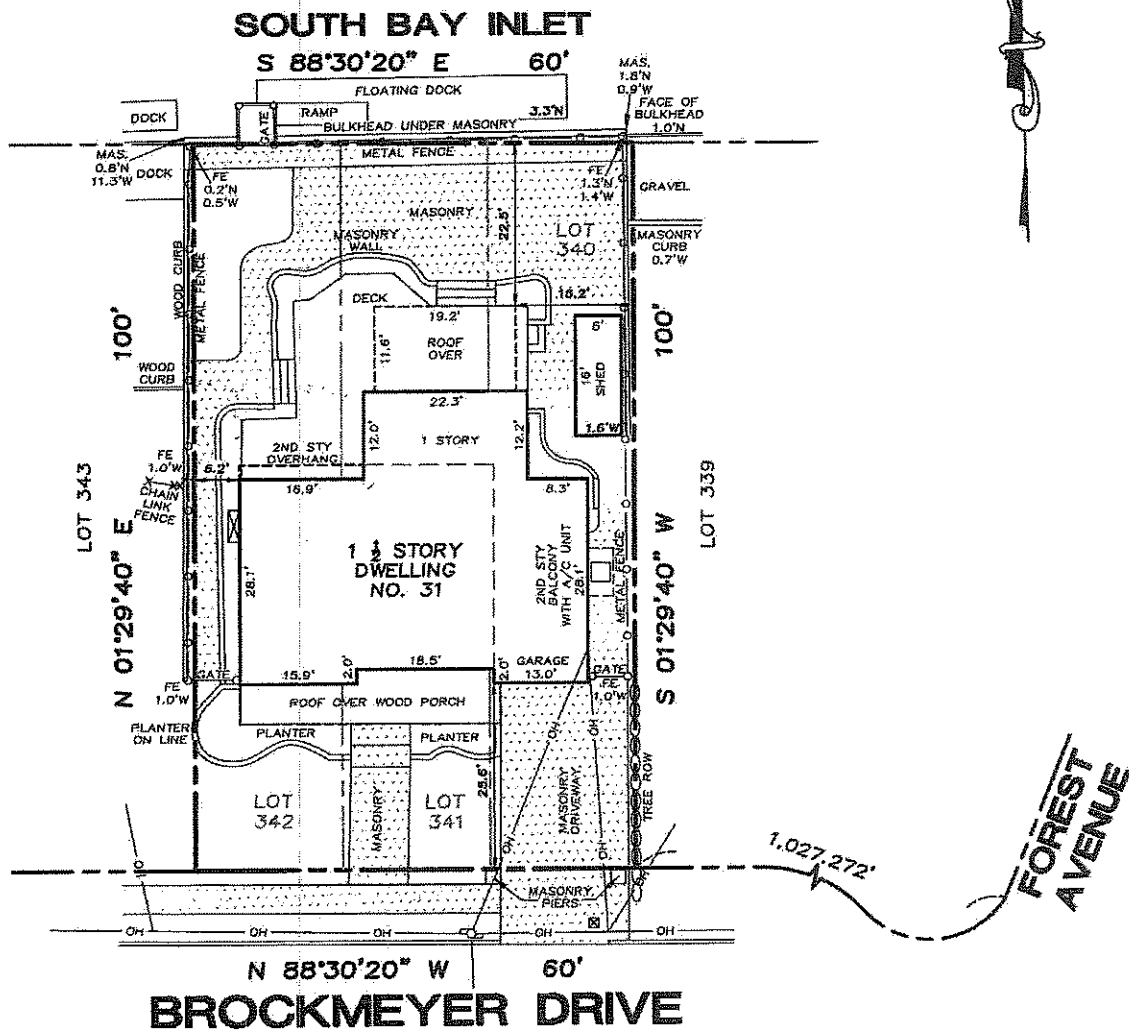 SOUTH BAY INLET
S 88°30'20" E 60'
MAS.
1.8'N
0.9'W
FLOATING DOCK
3.3'N
FACE OF
BULKHEAD
1.0'N
DOCK
GATE
RAMP
BULKHEAD UNDER MASONRY
METAL FENCE
MAS.
0.8'N
11.3'W
DOCK
FE
0.2'N
0.5'W
FE
1.3'N
1.4'W
GRAVEL
MASONRY
22.5'
LOT
340
MASONRY
WALL
MASONRY
CURB
0.7'W
WOOD CURB
METAL FENCE
DECK
16.2'
100'
19.2'
ROOF
OVER
11.6'
6'
16'
SHED
1.6'W
100'
WOOD
CURB
22.3'
1 STORY
12.0'
12.2'
2ND STY
OVERHANG
FE
1.0'W
6.2'
CHAIN
LINK
FENCE
16.9'
8.3'
LOT 343
LOT 339
N 01°29'40" E
S 01°29'40" W
1 ½ STORY
DWELLING
NO. 31
28.1'
2ND STY
BALCONY
WITH A/C UNIT
28.1'
METAL FENCE
GATE
FE
1.0'W
15.9'
2.0'
18.5'
2.0'
GARAGE
13.0'
GATE
FE
1.0'W
ROOF OVER WOOD PORCH
PLANTER
ON LINE
PLANTER
PLANTER
OH
OH
25.6'
MASONRY
DRIVEWAY
TREE ROW
LOT
342
MASONRY
LOT
341
OH
OH
1,027.272'
FOREST
AVENUE
MASONRY
PIERS
OH
OH
OH
OH
OH
N 88°30'20" W 60'
BROCKMEYER DRIVE